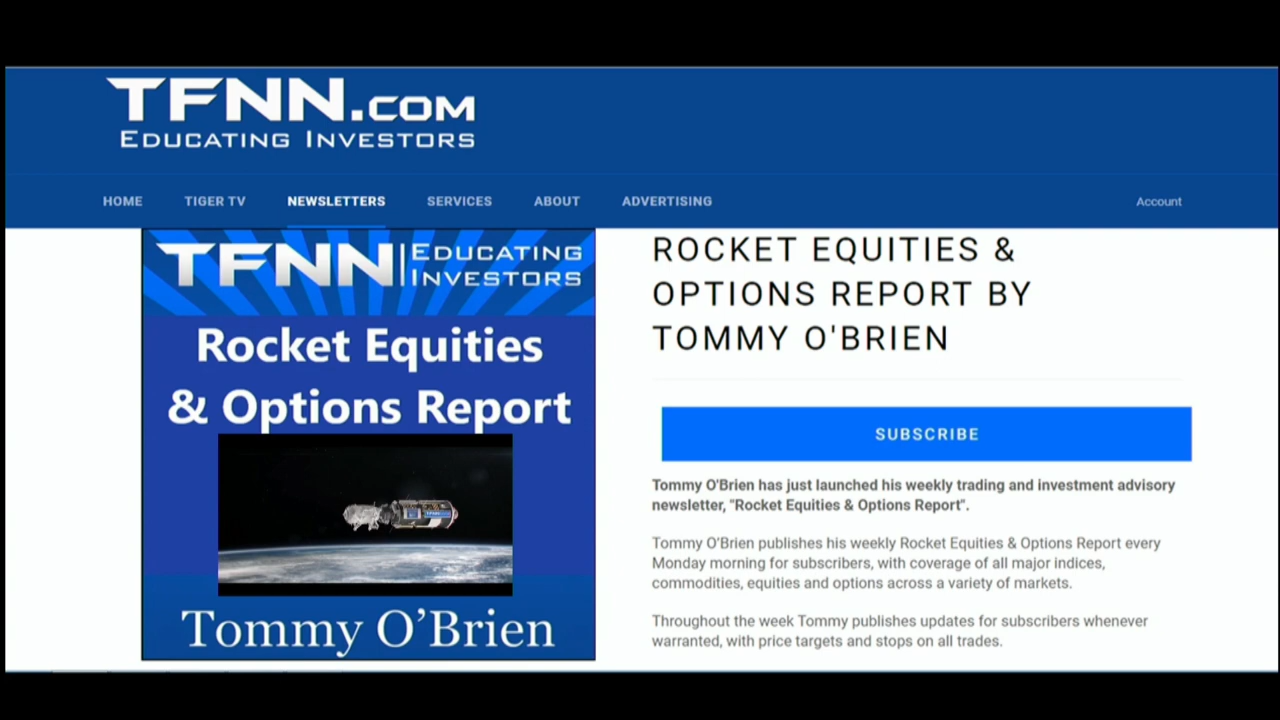 TFNN.COM
EDUCATING INVESTORS
HOME TIGER TV NEWSLETTERS SERVICES ABOUT ADVERTISING Account
TFNN | EDUCATING
INVESTORS
Rocket Equities
& Options Report
Tommy O’Brien
ROCKET EQUITIES &
OPTIONS REPORT BY
TOMMY O'BRIEN
SUBSCRIBE
Tommy O'Brien has just launched his weekly trading and investment advisory
newsletter, "Rocket Equities & Options Report".
Tommy O'Brien publishes his weekly Rocket Equities & Options Report every
Monday morning for subscribers, with coverage of all major indices,
commodities, equities and options across a variety of markets.
Throughout the week Tommy publishes updates for subscribers whenever
warranted, with price targets and stops on all trades.